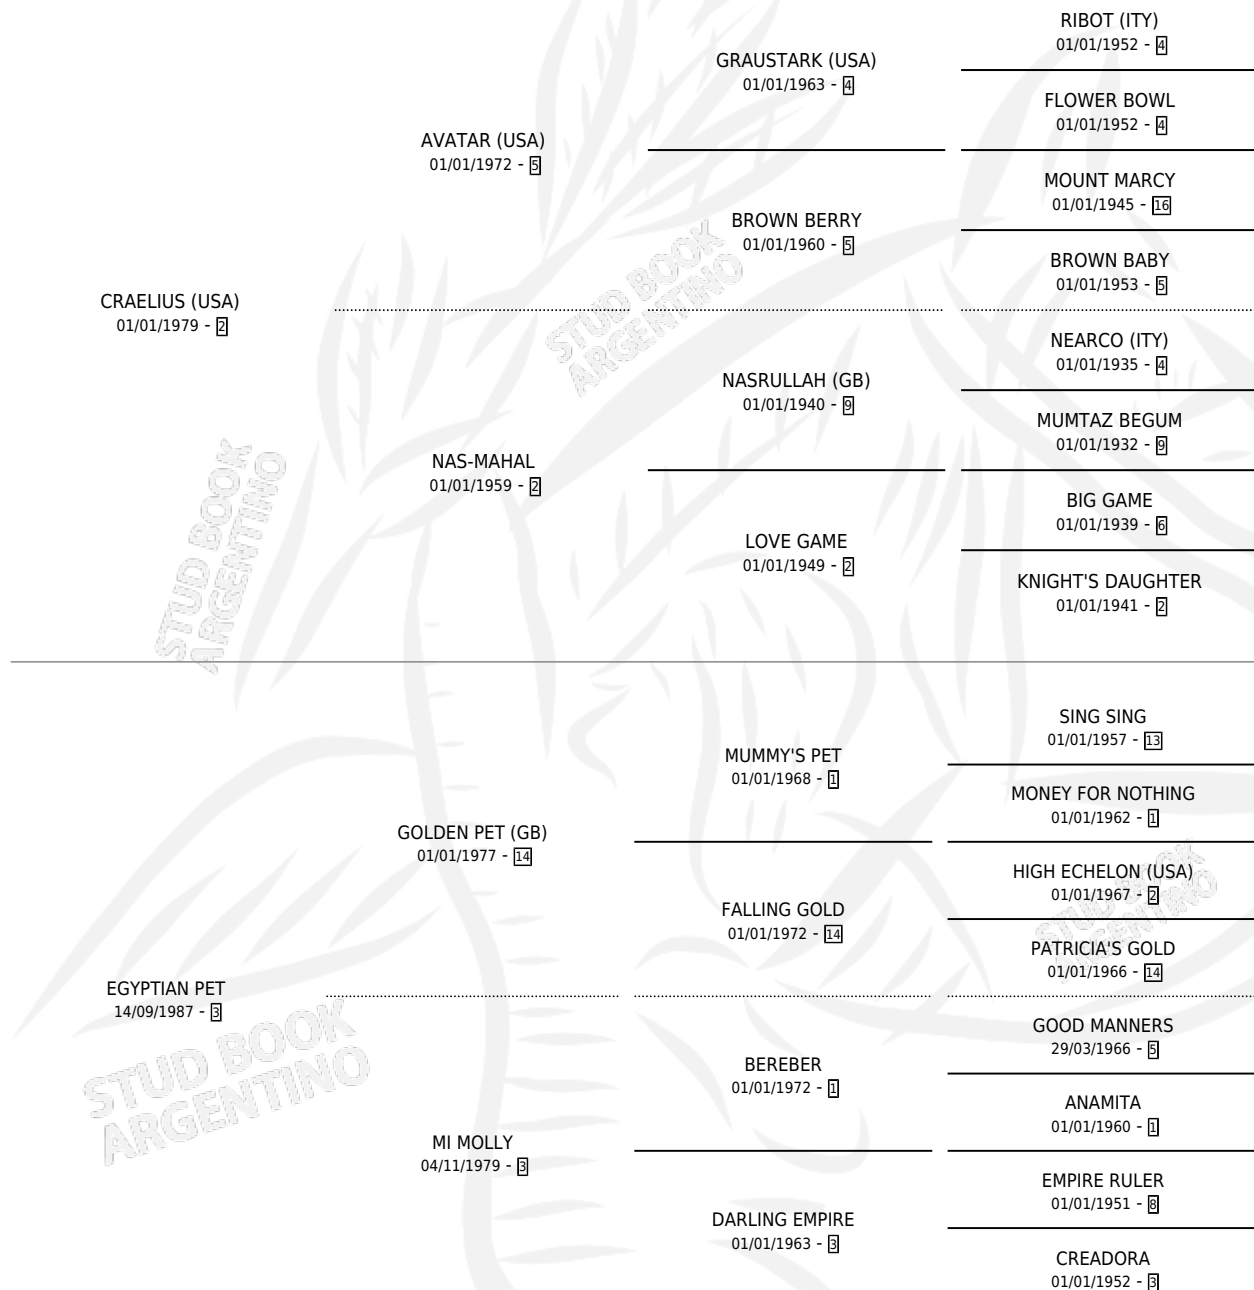 CRAELIUS (USA)
01/01/1979 - 2
AVATAR (USA)
01/01/1972 - 5
GRAUSTARK (USA)
01/01/1963 - 4
RIBOT (ITY)
01/01/1952 - 4
FLOWER BOWL
01/01/1952 - 4
BROWN BERRY
01/01/1960 - 5
MOUNT MARCY
01/01/1945 - 16
BROWN BABY
01/01/1953 - 5
NAS-MAHAL
01/01/1959 - 2
NASRULLAH (GB)
01/01/1940 - 9
NEARCO (ITY)
01/01/1935 - 4
MUMTAZ BEGUM
01/01/1932 - 9
LOVE GAME
01/01/1949 - 2
BIG GAME
01/01/1939 - 6
KNIGHT'S DAUGHTER
01/01/1941 - 2
EGYPTIAN PET
14/09/1987 - 3
GOLDEN PET (GB)
01/01/1977 - 14
MUMMY'S PET
01/01/1968 - 1
SING SING
01/01/1957 - 13
MONEY FOR NOTHING
01/01/1962 - 1
FALLING GOLD
01/01/1972 - 14
HIGH ECHELON (USA)
01/01/1967 - 2
PATRICIA'S GOLD
01/01/1966 - 14
MI MOLLY
04/11/1979 - 3
BEREBER
01/01/1972 - 1
GOOD MANNERS
29/03/1966 - 5
ANAMITA
01/01/1960 - 1
DARLING EMPIRE
01/01/1963 - 3
EMPIRE RULER
01/01/1951 - 8
CREADORA
01/01/1952 - 3
STUD BOOK
ARGENTINO
STUD BOOK
ARGENTINO
STUD BOOK
ARGENTINO
STUD BOOK
ARGENTINO